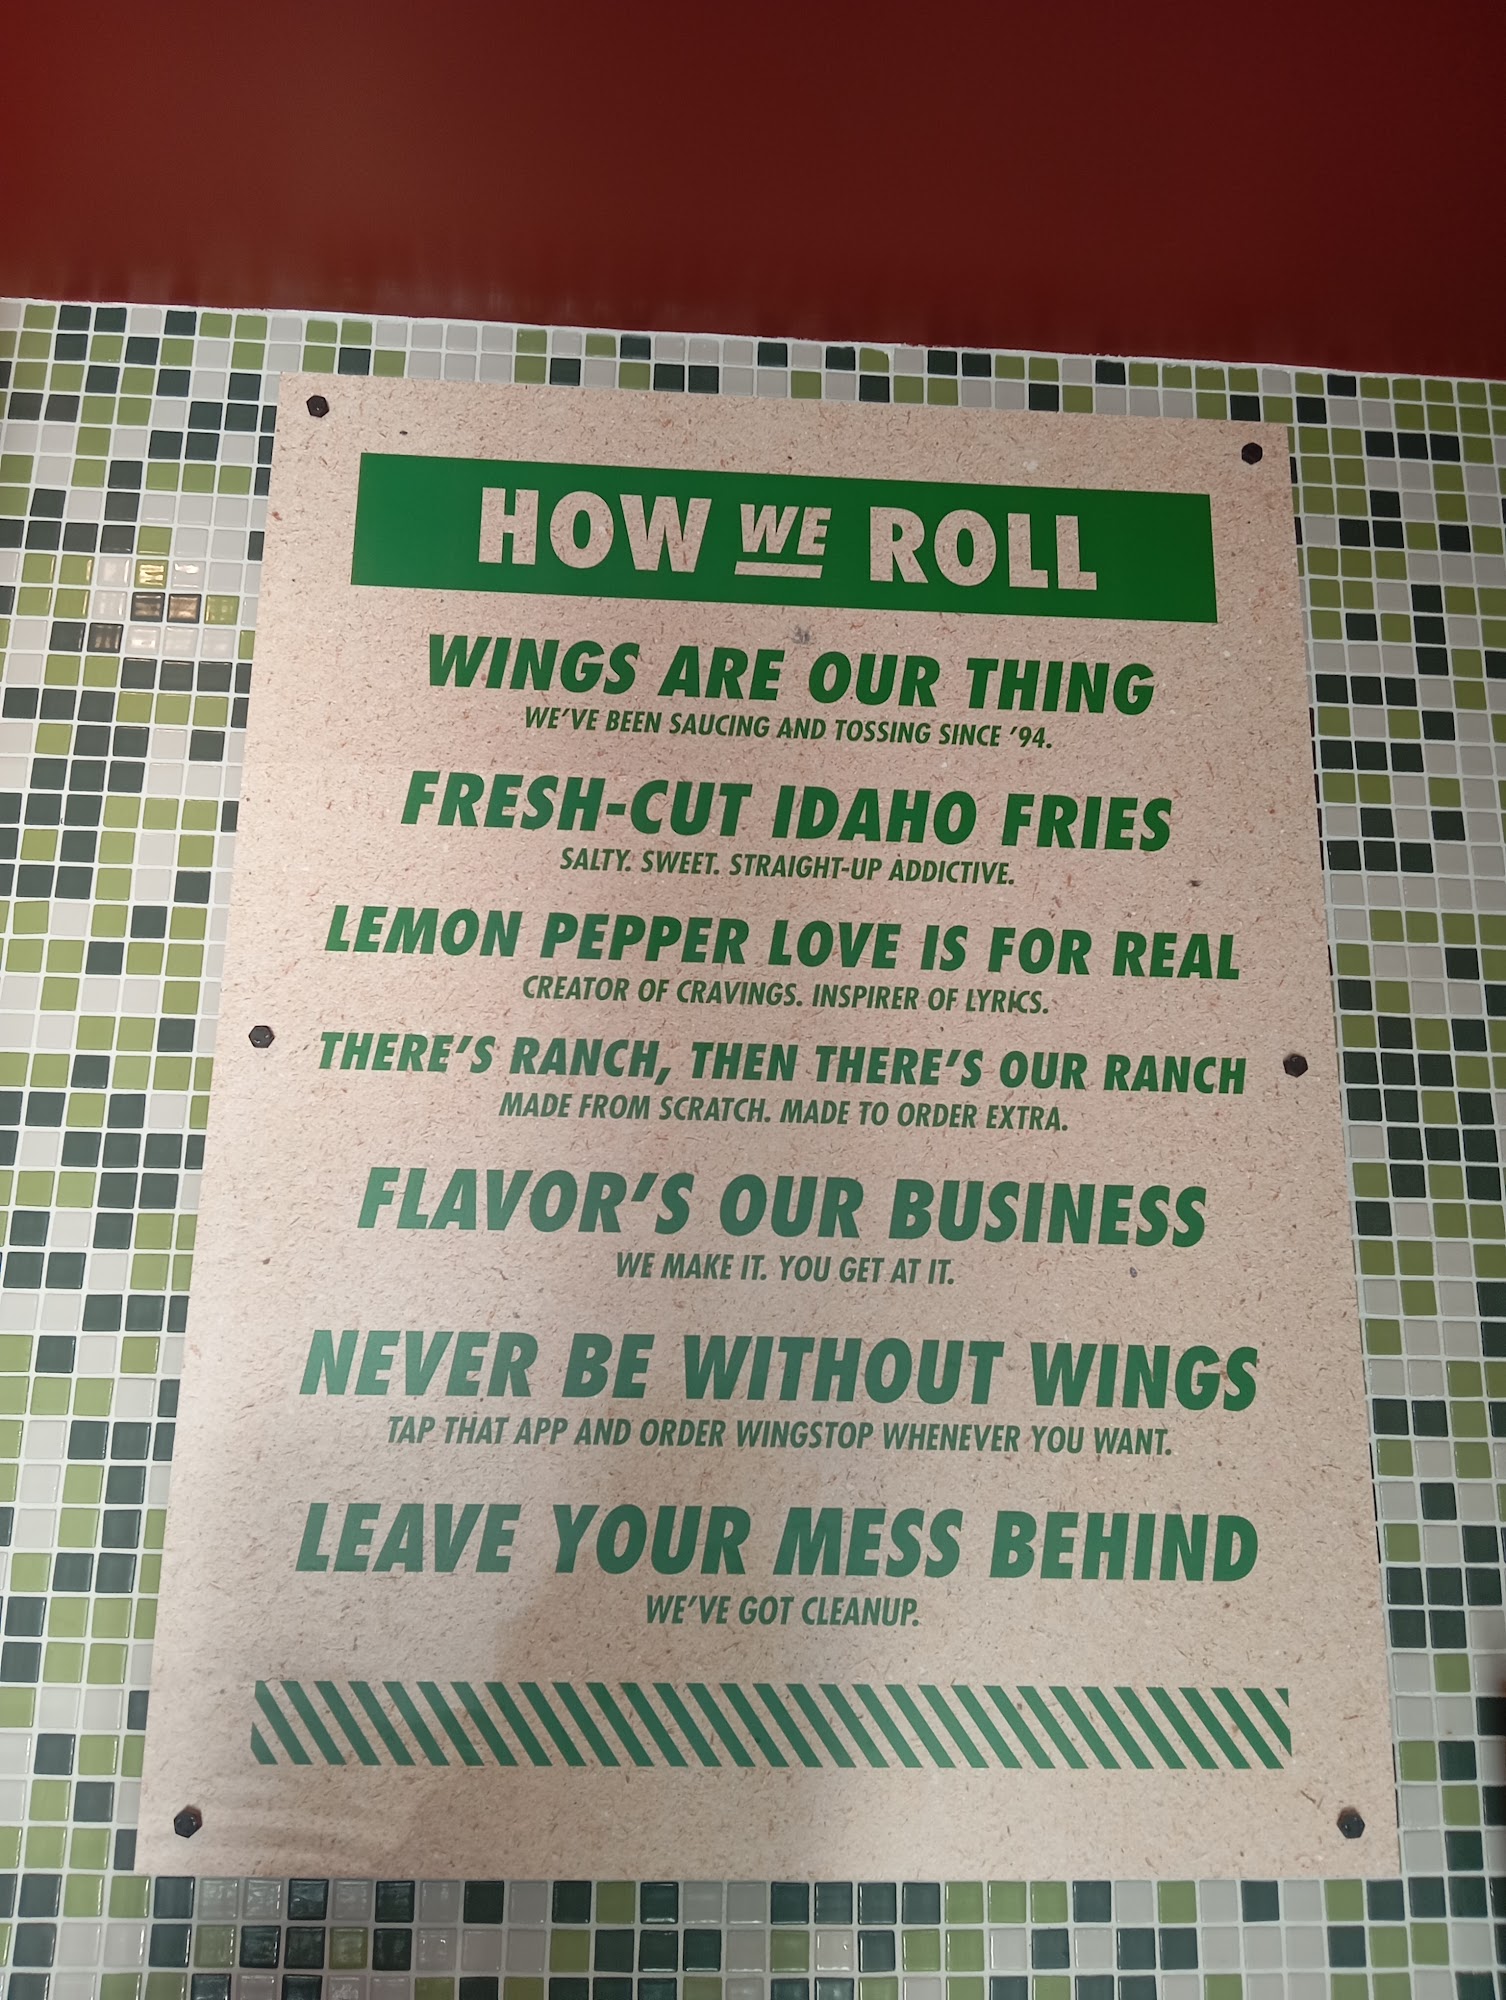 HOW WE ROLL
WINGS ARE OUR THING
WE'VE BEEN SAUCING AND TOSSING SINCE '94.
FRESH-CUT IDAHO FRIES
SALTY. SWEET. STRAIGHT-UP ADDICTIVE.
LEMON PEPPER LOVE IS FOR REAL
CREATOR OF CRAVINGS. INSPIRER OF LYRICS.
THERE'S RANCH, THEN THERE'S OUR RANCH
MADE FROM SCRATCH. MADE TO ORDER EXTRA.
FLAVOR'S OUR BUSINESS
WE MAKE IT. YOU GET AT IT.
NEVER BE WITHOUT WINGS
TAP THAT APP AND ORDER WINGSTOP WHENEVER YOU WANT.
LEAVE YOUR MESS BEHIND
WE'VE GOT CLEANUP.